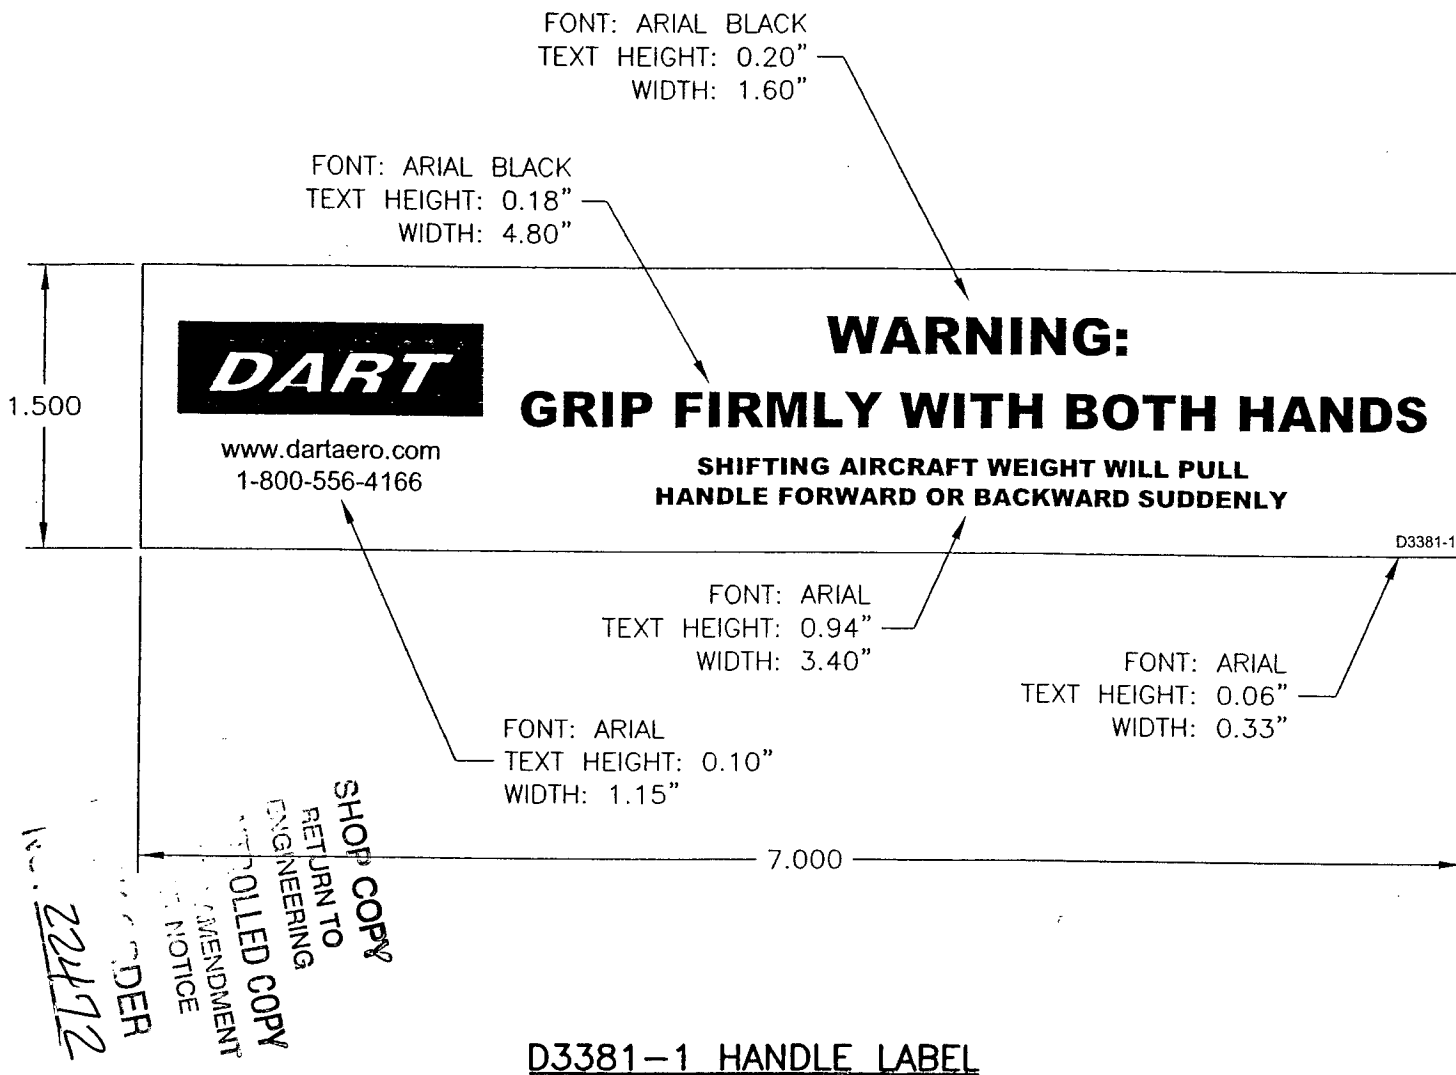 FONT: ARIAL BLACK
TEXT HEIGHT: 0.20"
WIDTH: 1.60"
FONT: ARIAL BLACK
TEXT HEIGHT: 0.18"
WIDTH: 4.80"
1.500
DART
www.dartaero.com
1-800-556-4166
WARNING:
GRIP FIRMLY WITH BOTH HANDS
SHIFTING AIRCRAFT WEIGHT WILL PULL
HANDLE FORWARD OR BACKWARD SUDDENLY
D3381-1
FONT: ARIAL
TEXT HEIGHT: 0.94"
WIDTH: 3.40"
FONT: ARIAL
TEXT HEIGHT: 0.06"
WIDTH: 0.33"
FONT: ARIAL
TEXT HEIGHT: 0.10"
WIDTH: 1.15"
7.000
SHOP COPY
RETURN TO
ENGINEERING
COPY
AMENDMENT
NOTICE
22472
D3381-1 HANDLE LABEL